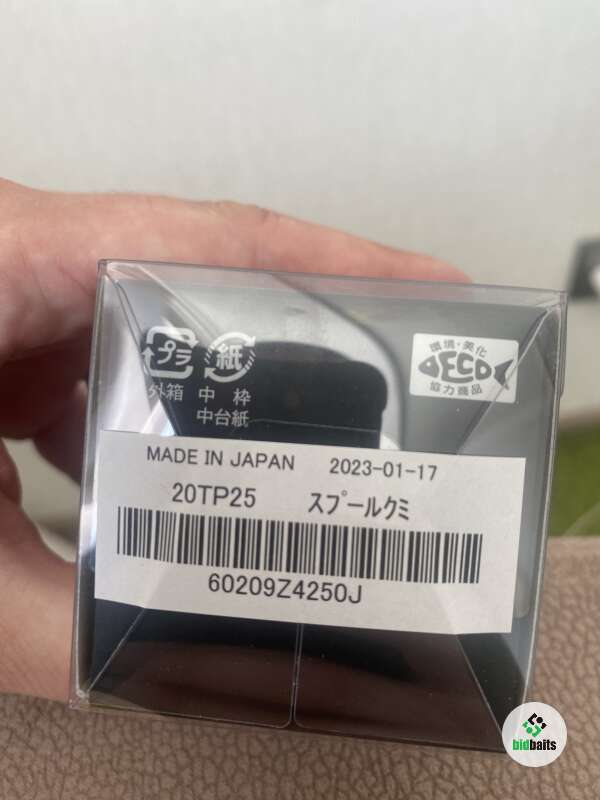 プラ 紙
外箱 中 枠
中台紙
環境・美化
ECO
協力商品
MADE IN JAPAN 2023-01-17
20TP25 スプールクミ
60209Z4250J
bidbaits